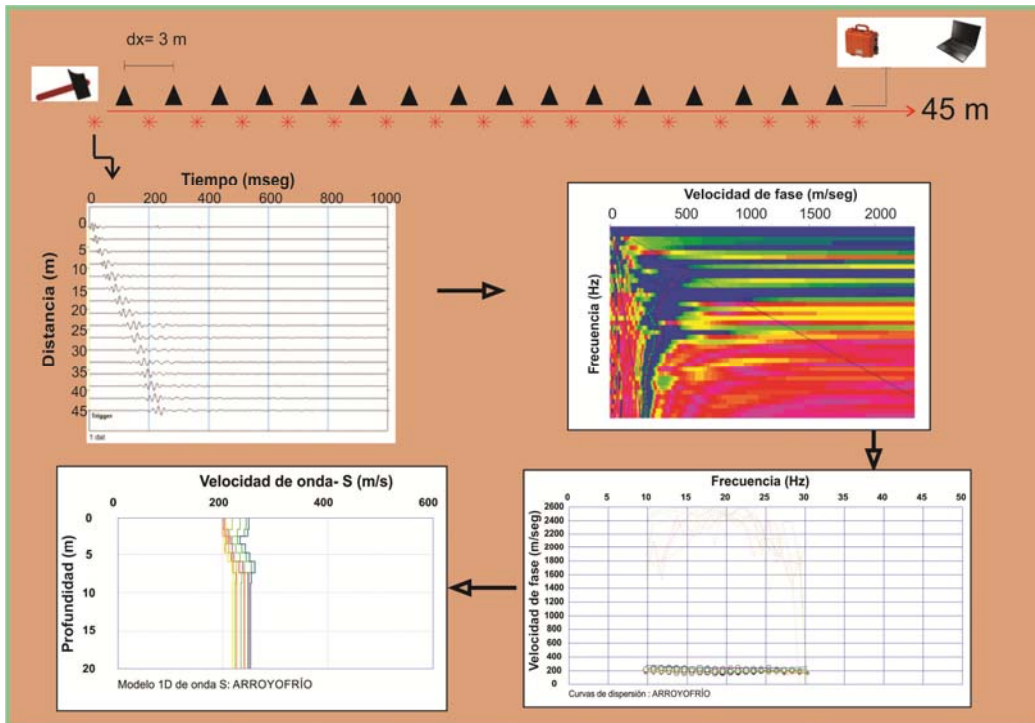 dx= 3 m
45 m
Tiempo (mseg)
0 200 400 600 800 1000
Distancia (m)
0
5
10
15
20
25
30
35
40
45
Trigger
1 dat
Velocidad de fase (m/seg)
0 500 1000 1500 2000
Frecuencia (Hz)
Velocidad de onda- S (m/s)
0 200 400 600
Profundidad (m)
0
5
10
15
20
Modelo 1D de onda S: ARROYOFRÍO
Frecuencia (Hz)
0 5 10 15 20 25 30 35 40 45 50
Velocidad de fase (m/seg)
2600
2400
2200
2000
1800
1600
1400
1200
1000
800
600
400
200
0
Curvas de dispersión : ARROYOFRÍO